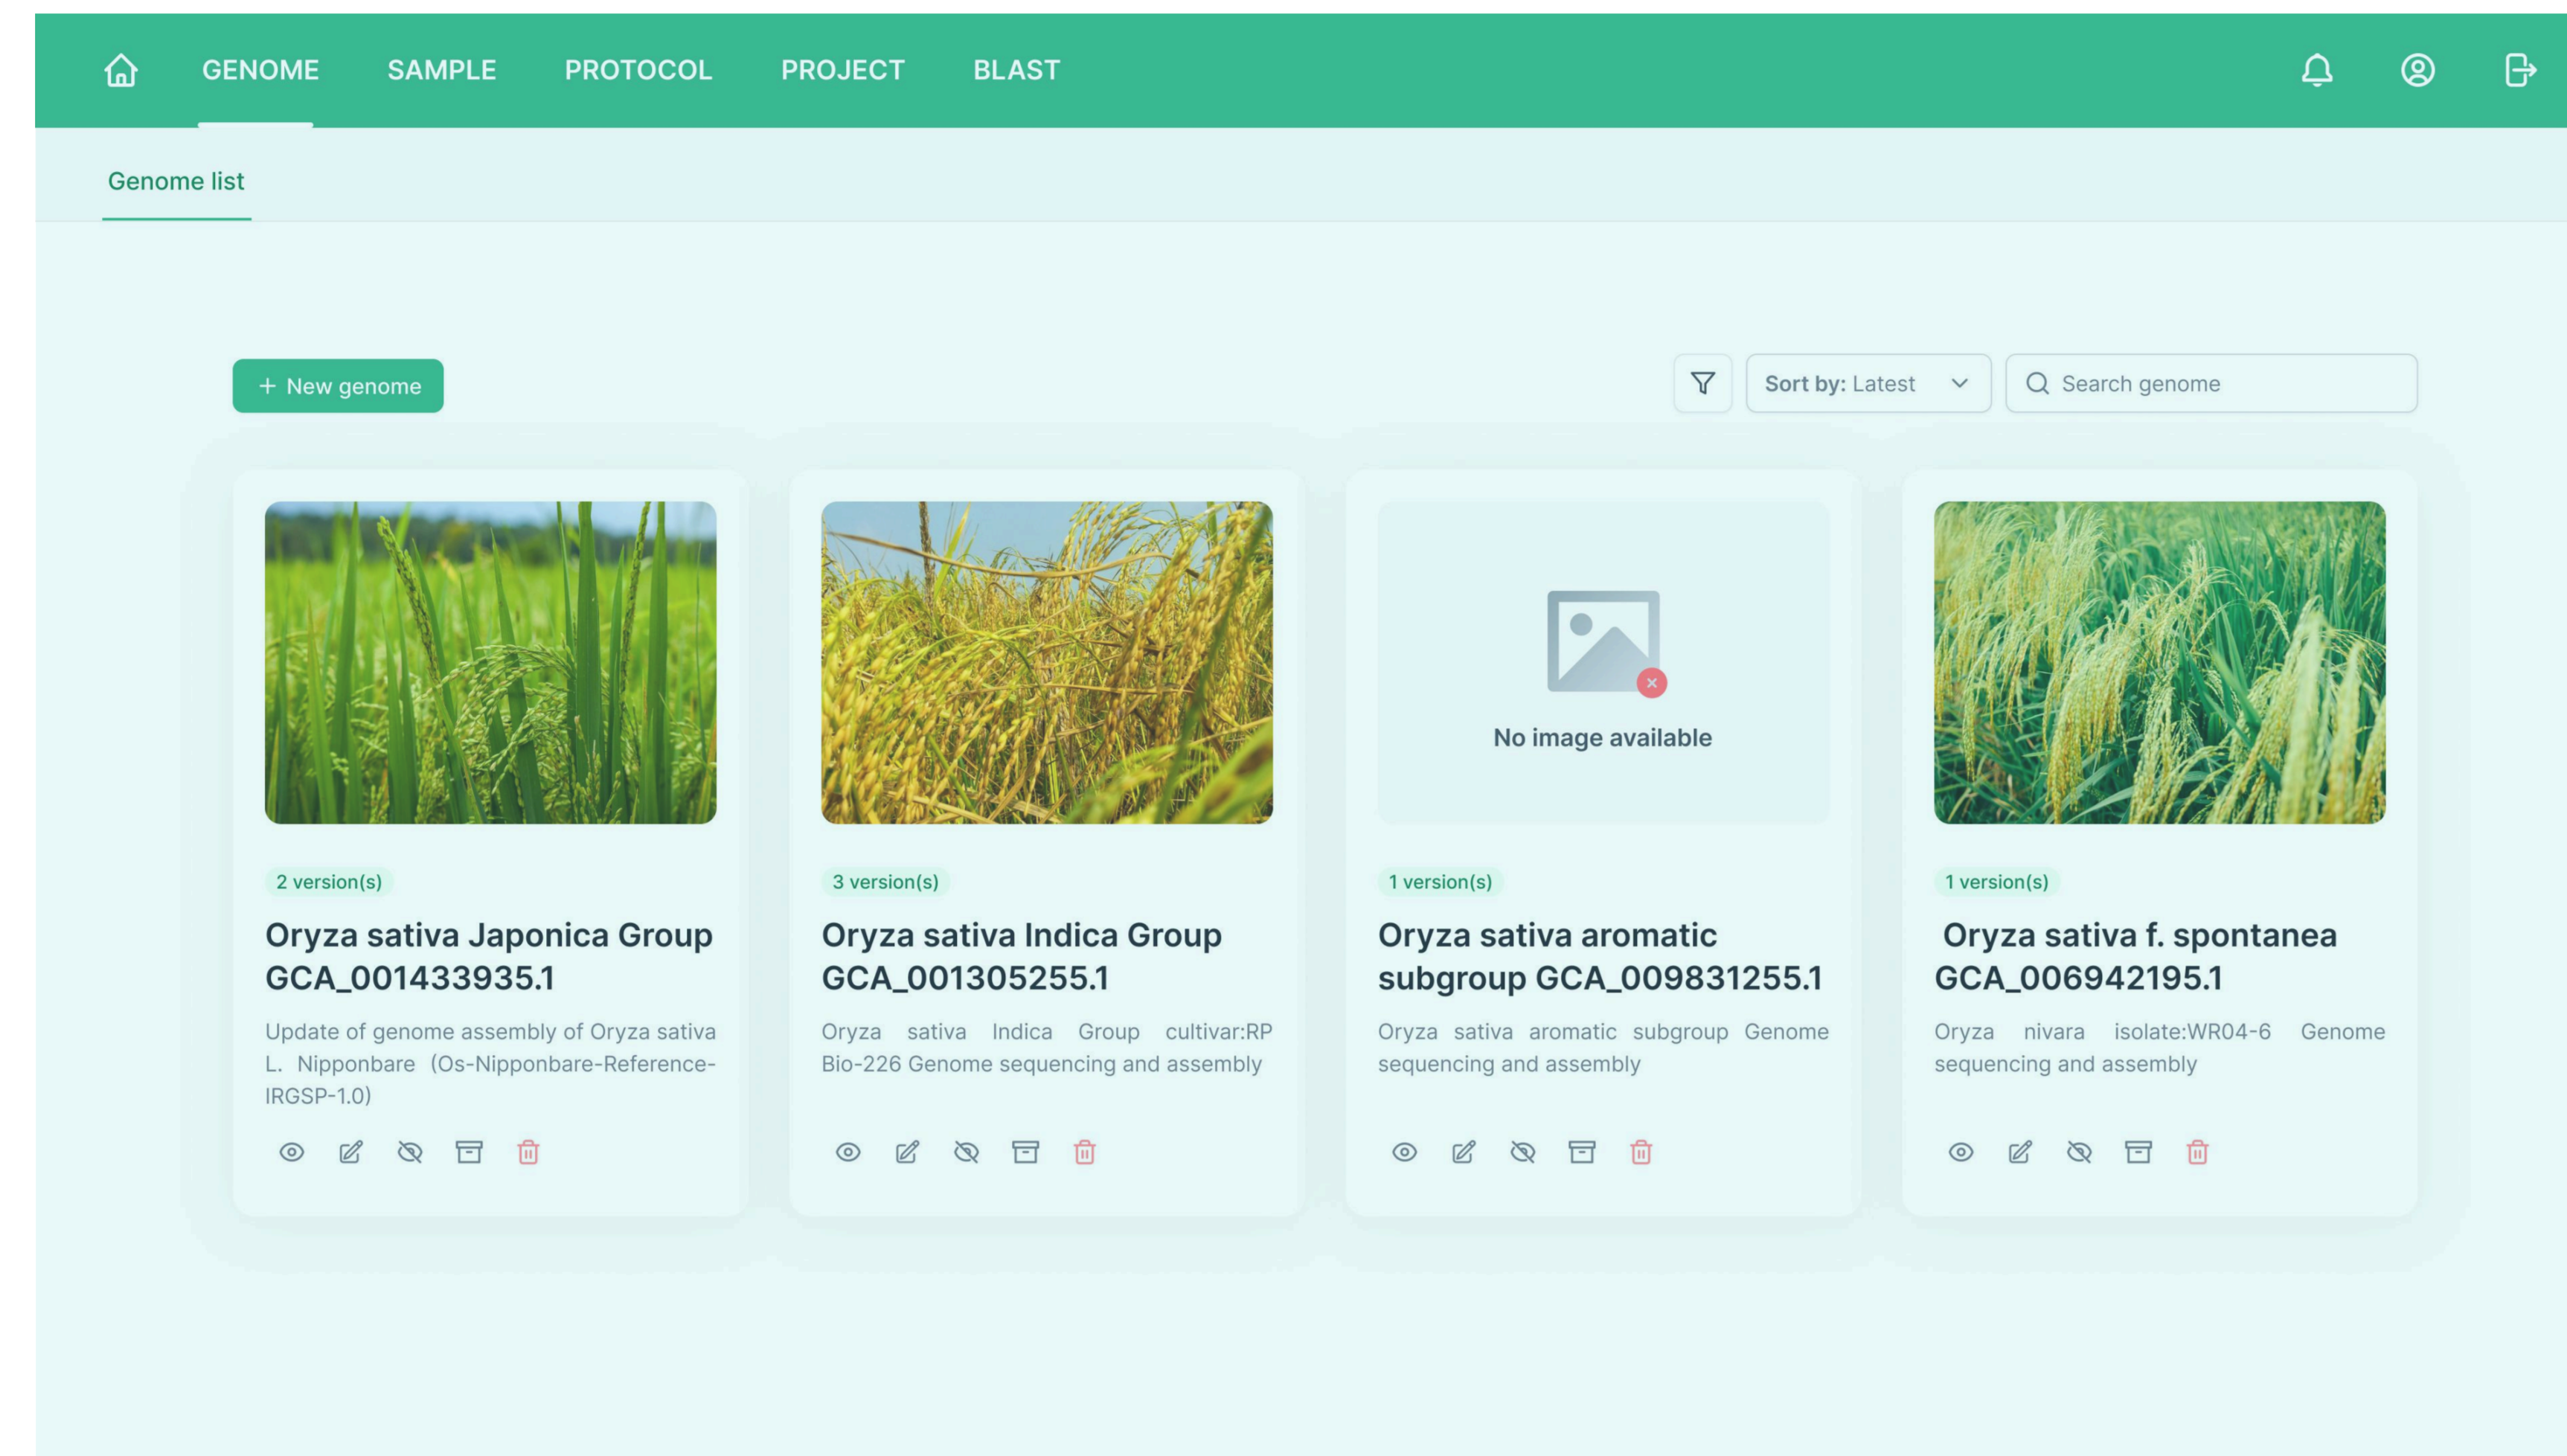 GENOME SAMPLE PROTOCOL PROJECT BLAST
Genome list
+ New genome
Sort by: Latest
Search genome
No image available
2 version(s)
Oryza sativa Japonica Group
GCA_001433935.1
Update of genome assembly of Oryza sativa
L. Nipponbare (Os-Nipponbare-Reference-
IRGSP-1.0)
3 version(s)
Oryza sativa Indica Group
GCA_001305255.1
Oryza sativa Indica Group cultivar:RP
Bio-226 Genome sequencing and assembly
1 version(s)
Oryza sativa aromatic
subgroup GCA_009831255.1
Oryza sativa aromatic subgroup Genome
sequencing and assembly
1 version(s)
Oryza sativa f. spontanea
GCA_006942195.1
Oryza nivara isolate:WR04-6 Genome
sequencing and assembly